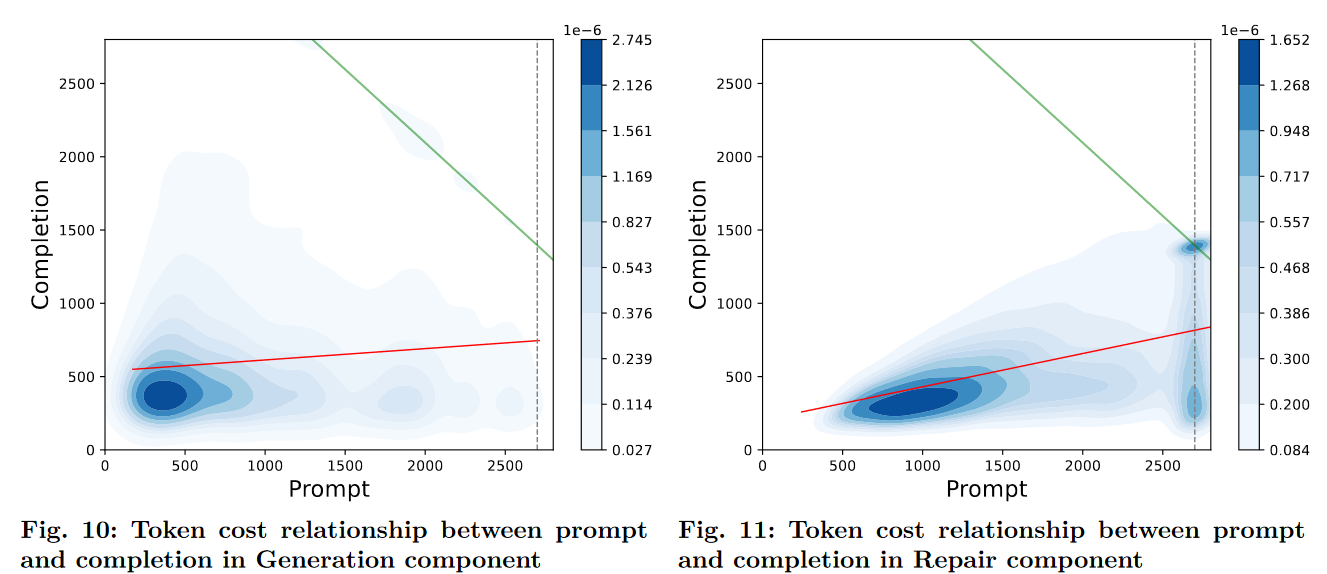 1e−6
2.745
2.126
1.561
1.169
0.827
0.543
0.376
0.239
0.114
0.027
2500
2000
1500
1000
500
0
Completion
0 500 1000 1500 2000 2500
Prompt
Fig. 10: Token cost relationship between prompt
and completion in Generation component
1e−6
1.652
1.268
0.948
0.717
0.557
0.468
0.386
0.300
0.200
0.084
2500
2000
1500
1000
500
0
Completion
0 500 1000 1500 2000 2500
Prompt
Fig. 11: Token cost relationship between prompt
and completion in Repair component